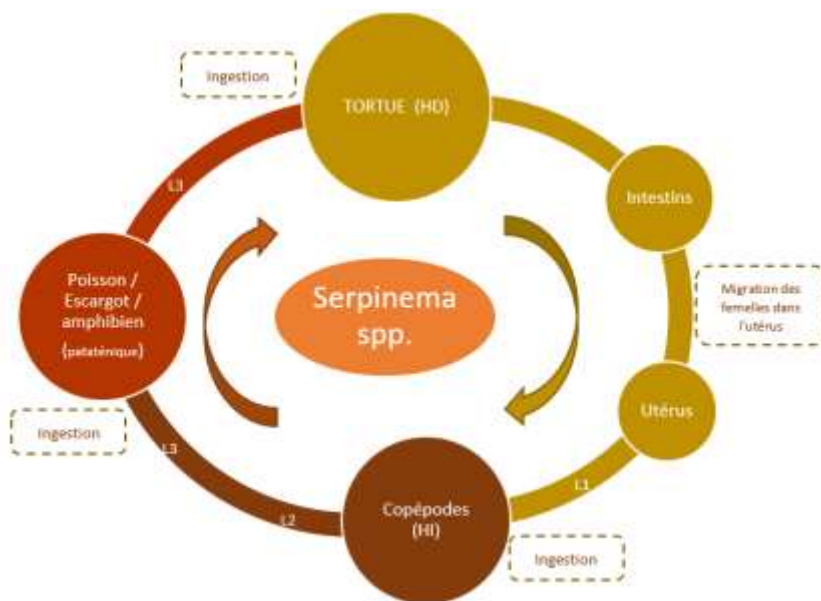 Ingestion
TORTUE (HD)
L3
Intestins
Poisson /
Escargot /
amphibien
(pataténique)
Serpinema
spp.
Migration des
femelles dans
l'utérus
Utérus
Ingestion
L3
L2
Copépodes
(HI)
L1
Ingestion